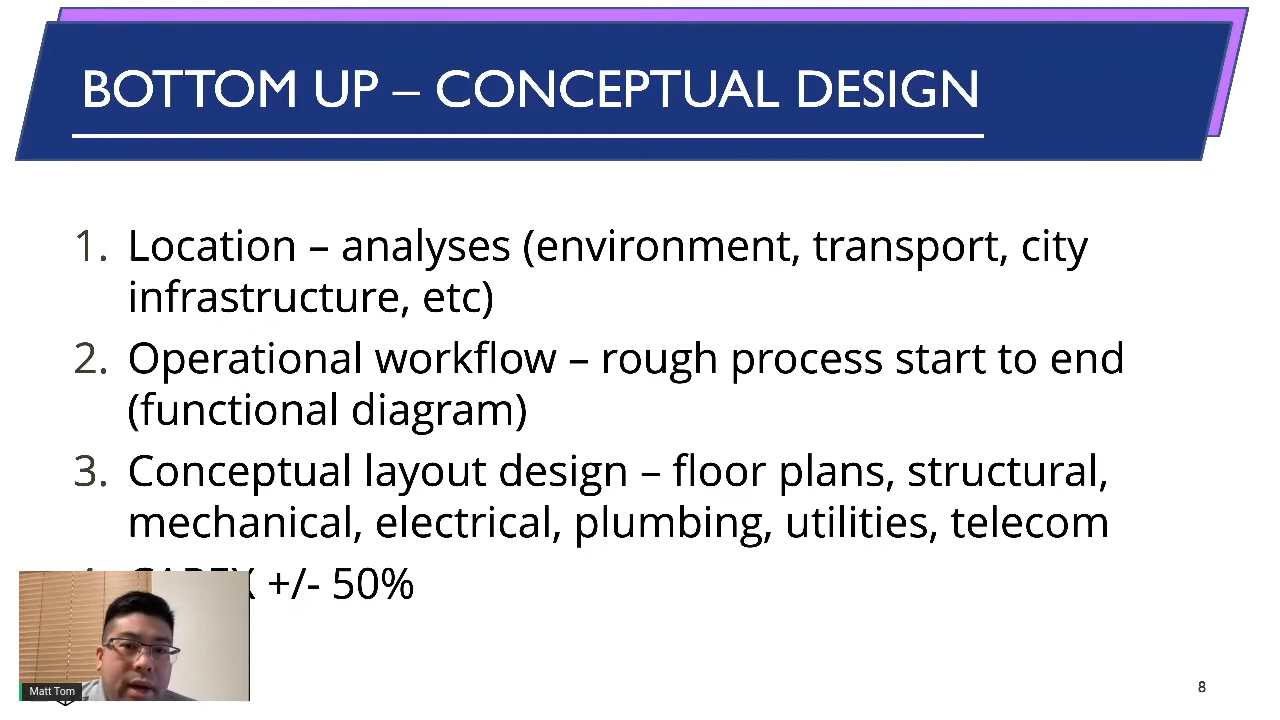 BOTTOM UP – CONCEPTUAL DESIGN
1. Location – analyses (environment, transport, city
infrastructure, etc)
2. Operational workflow – rough process start to end
(functional diagram)
3. Conceptual layout design – floor plans, structural,
mechanical, electrical, plumbing, utilities, telecom
+/- 50%
Matt Tom
8